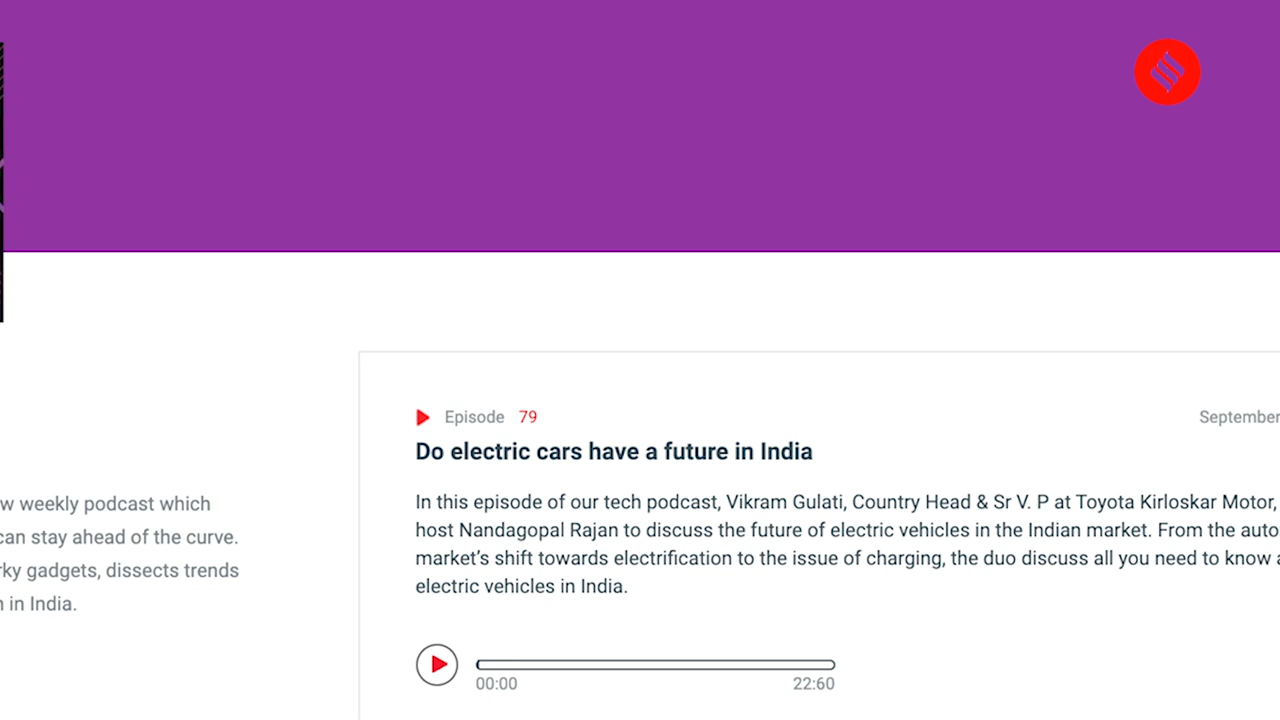 Episode 79
September
Do electric cars have a future in India
In this episode of our tech podcast, Vikram Gulati, Country Head & Sr V. P at Toyota Kirloskar Motor,
host Nandagopal Rajan to discuss the future of electric vehicles in the Indian market. From the auto
market’s shift towards electrification to the issue of charging, the duo discuss all you need to know a
electric vehicles in India.
00:00 22:60
w weekly podcast which
can stay ahead of the curve.
rky gadgets, dissects trends
n in India.